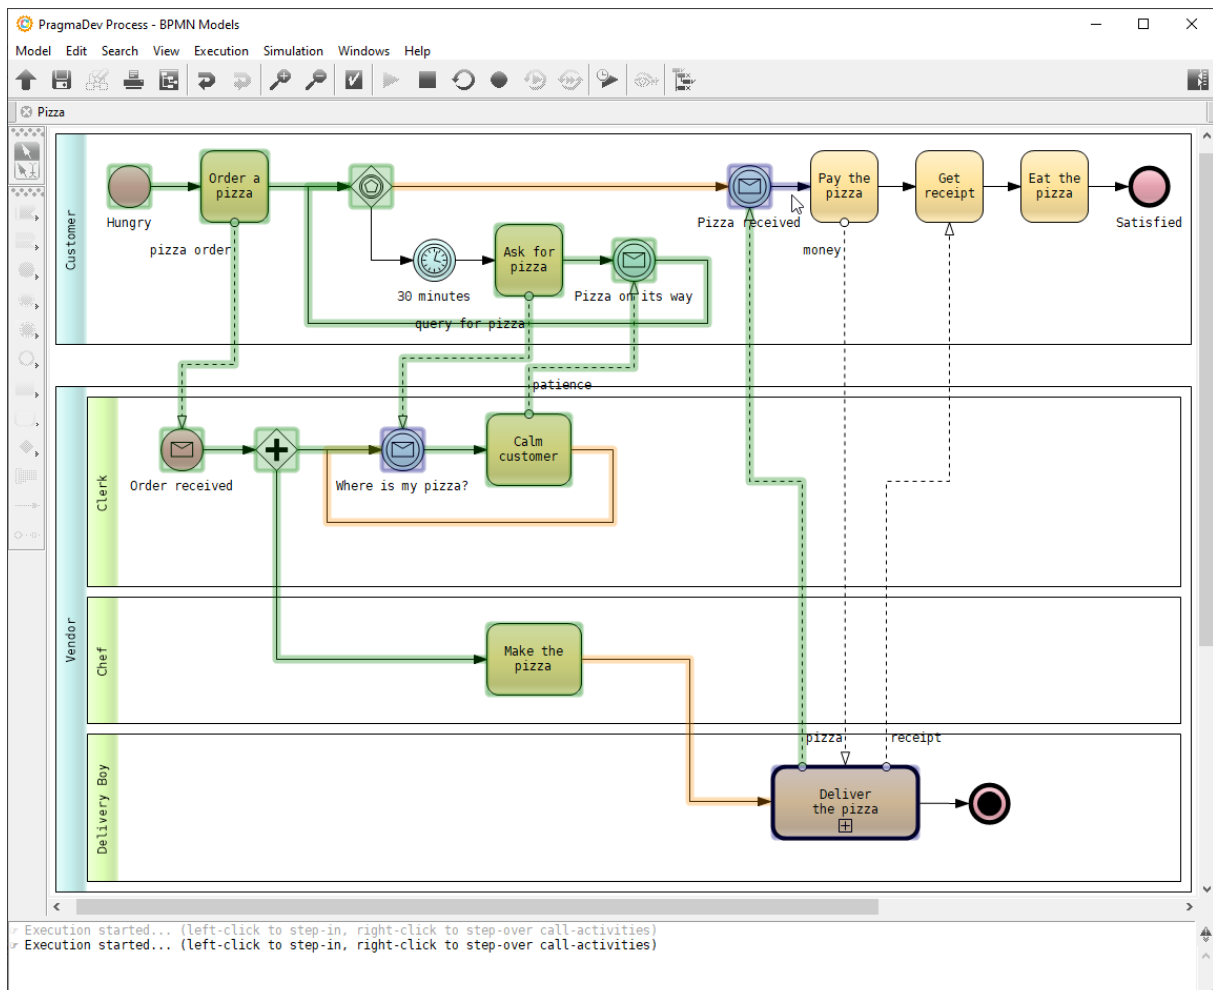 PragmaDev Process - BPMN Models
Model Edit Search View Execution Simulation Windows Help
Pizza
Customer
Hungry
Order a
pizza
pizza order
30 minutes
Ask for
pizza
Pizza on its way
query for pizza
Pizza received
Pay the
pizza
money
Get
receipt
Eat the
pizza
Satisfied
patience
Vendor
Clerk
Order received
Where is my pizza?
Calm
customer
Chef
Make the
pizza
Delivery Boy
pizza
receipt
Deliver
the pizza
Execution started... (left-click to step-in, right-click to step-over call-activities)
Execution started... (left-click to step-in, right-click to step-over call-activities)